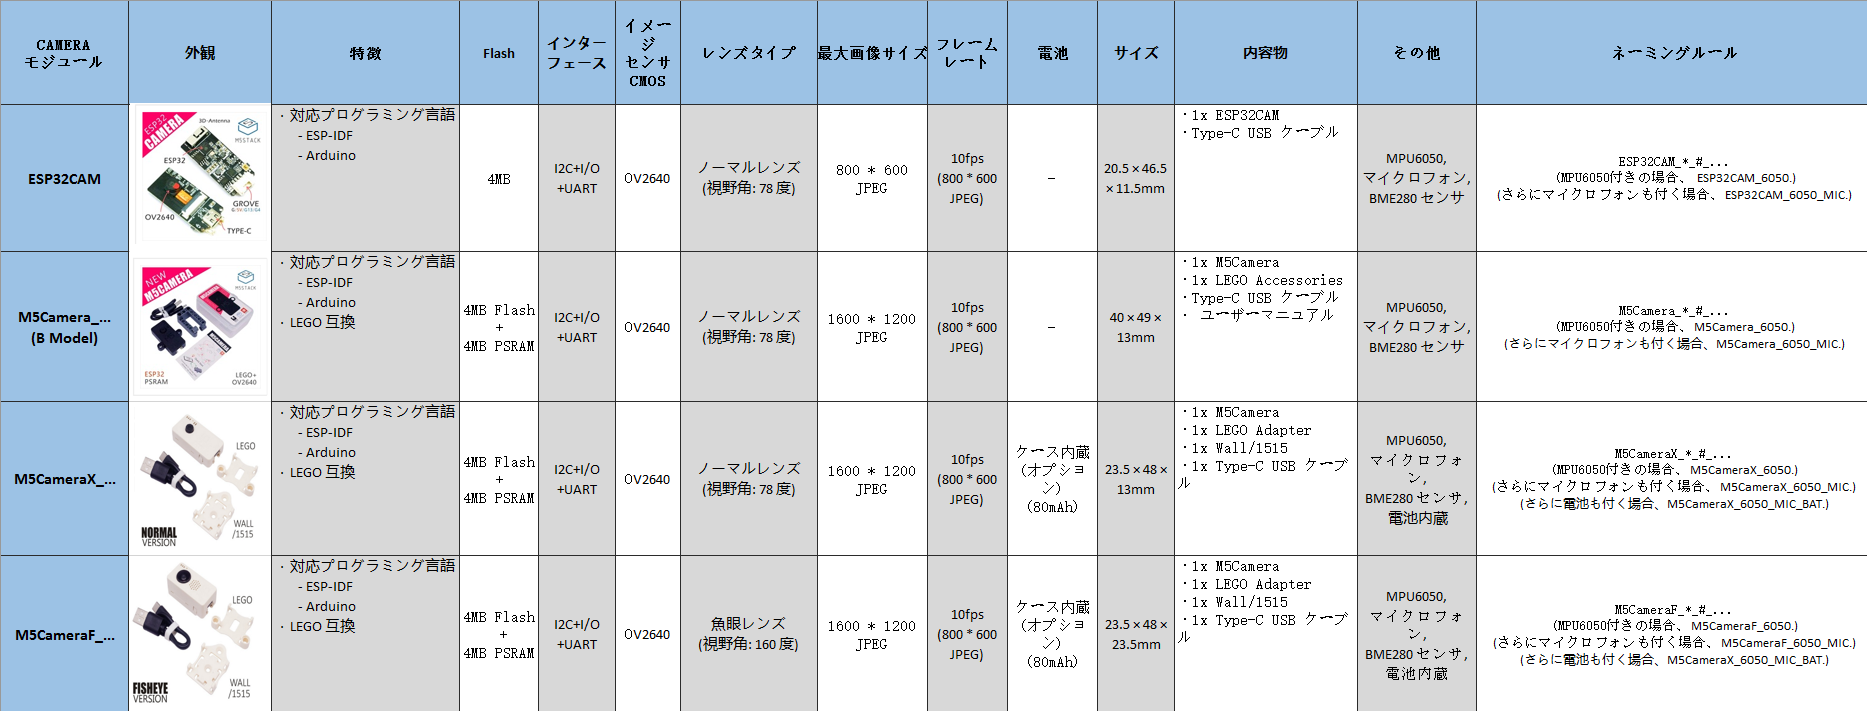 CAMERA
モジュール
外観
特徴
Flash
インター
フェース
イメー
ジ
センサ
CMOS
レンズタイプ
最大画像サイズ
フレーム
レート
電池
サイズ
内容物
その他
ネーミングルール
ESP32CAM
ESP32
CAMERA
3D-Antenna
M5STACK
ESP32
GROVE
OV2640
TYPE-C
· 対応プログラミング言語
- ESP-IDF
- Arduino
4MB
I2C+I/O
+UART
OV2640
ノーマルレンズ
(視野角: 78 度)
800 * 600
JPEG
10fps
(800 * 600
JPEG)
–
20.5 × 46.5
× 11.5mm
・1x ESP32CAM
・Type-C USB ケーブル
MPU6050,
マイクロフォン,
BME280 センサ
ESP32CAM_*_#_...
(MPU6050付きの場合、ESP32CAM_6050.)
(さらにマイクロフォンも付く場合、ESP32CAM_6050_MIC.)
M5Camera_...
(B Model)
NEW
M5CAMERA
M5STACK
ESP32
PSRAM
LEGO+
OV2640
· 対応プログラミング言語
- ESP-IDF
- Arduino
· LEGO 互換
4MB Flash
+
4MB PSRAM
I2C+I/O
+UART
OV2640
ノーマルレンズ
(視野角: 78 度)
1600 * 1200
JPEG
10fps
(800 * 600
JPEG)
–
40 × 49 ×
13mm
・1x M5Camera
・1x LEGO Accessories
・Type-C USB ケーブル
・ ユーザーマニュアル
MPU6050,
マイクロフォン,
BME280 センサ
M5Camera_*_#_...
(MPU6050付きの場合、M5Camera_6050.)
(さらにマイクロフォンも付く場合、M5Camera_6050_MIC.)
M5CameraX_...
LEGO
WALL
/1515
NORMAL
VERSION
· 対応プログラミング言語
- ESP-IDF
- Arduino
· LEGO 互換
4MB Flash
+
4MB PSRAM
I2C+I/O
+UART
OV2640
ノーマルレンズ
(視野角: 78 度)
1600 * 1200
JPEG
10fps
(800 * 600
JPEG)
ケース内蔵
(オプショ
ン)
(80mAh)
23.5 × 48 ×
13mm
・1x M5Camera
・1x LEGO Adapter
・1x Wall/1515
・1x Type-C USB ケーブ
ル
MPU6050,
マイクロフォ
ン,
BME280 センサ,
電池内蔵
M5CameraX_*_#_...
(MPU6050付きの場合、M5CameraX_6050.)
(さらにマイクロフォンも付く場合、M5CameraX_6050_MIC.)
(さらに電池も付く場合、M5CameraX_6050_MIC_BAT.)
M5CameraF_...
LEGO
WALL
/1515
FISHEYE
VERSION
· 対応プログラミング言語
- ESP-IDF
- Arduino
· LEGO 互換
4MB Flash
+
4MB PSRAM
I2C+I/O
+UART
OV2640
魚眼レンズ
(視野角: 160 度)
1600 * 1200
JPEG
10fps
(800 * 600
JPEG)
ケース内蔵
(オプショ
ン)
(80mAh)
23.5 × 48 ×
23.5mm
・1x M5Camera
・1x LEGO Adapter
・1x Wall/1515
・1x Type-C USB ケーブ
ル
MPU6050,
マイクロフォ
ン,
BME280 センサ,
電池内蔵
M5CameraF_*_#_...
(MPU6050付きの場合、M5CameraF_6050.)
(さらにマイクロフォンも付く場合、M5CameraF_6050_MIC.)
(さらに電池も付く場合、M5CameraX_6050_MIC_BAT.)